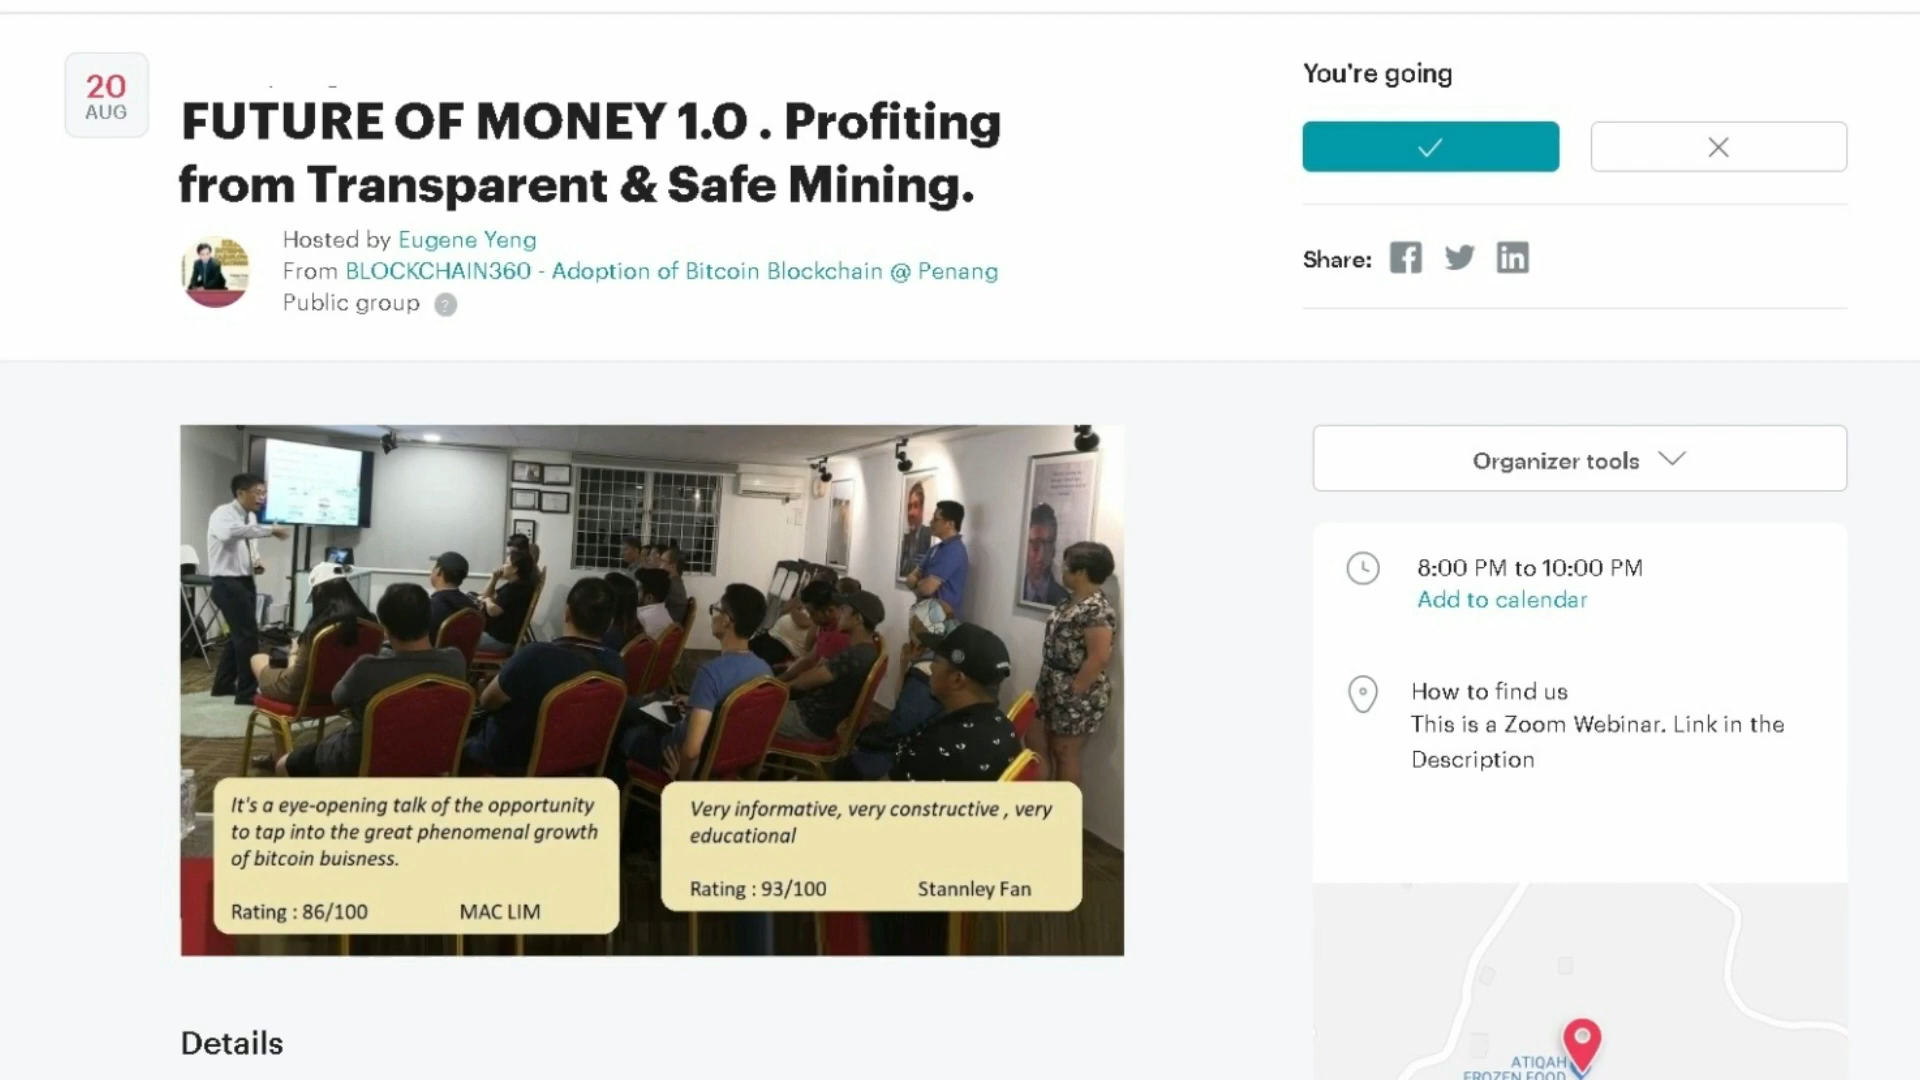 20
AUG
FUTURE OF MONEY 1.0 . Profiting
from Transparent & Safe Mining.
Hosted by Eugene Yeng
From BLOCKCHAIN360 - Adoption of Bitcoin Blockchain @ Penang
Public group ?
You're going
Share:
Organizer tools
8:00 PM to 10:00 PM
Add to calendar
How to find us
This is a Zoom Webinar. Link in the
Description
It's a eye-opening talk of the opportunity
to tap into the great phenomenal growth
of bitcoin buisness.
Rating : 86/100 MAC LIM
Very informative, very constructive , very
educational
Rating : 93/100 Stannley Fan
Details
ATIQAH
FROZEN FOOD